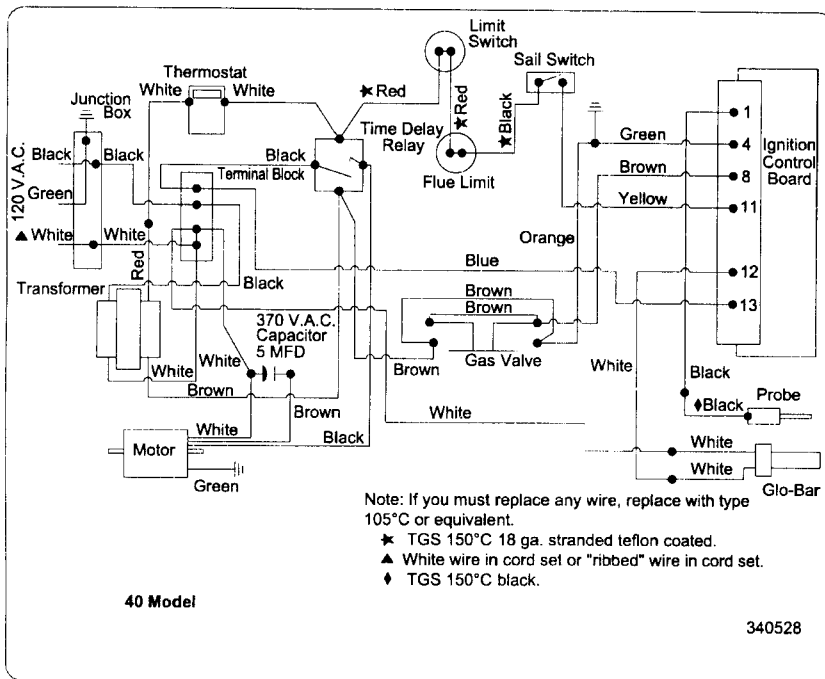 Limit
Switch
Sail Switch
Thermostat
White
White
Red
Red
Black
Junction
Box
Time Delay
Relay
Green
1
4
8
11
12
13
Ignition
Control
Board
120 V.A.C.
Black
Black
Black
Terminal Block
Flue Limit
Brown
Green
Yellow
White
White
Orange
Red
Blue
Transformer
Black
Brown
Brown
370 V.A.C.
Capacitor
5 MFD
Gas Valve
White
White
White
Brown
Brown
Black
Probe
Black
Brown
White
White
Motor
Black
White
White
Green
Glo-Bar
Note: If you must replace any wire, replace with type
105°C or equivalent.
★ TGS 150°C 18 ga. stranded teflon coated.
▲ White wire in cord set or "ribbed" wire in cord set.
♦ TGS 150°C black.
40 Model
340528